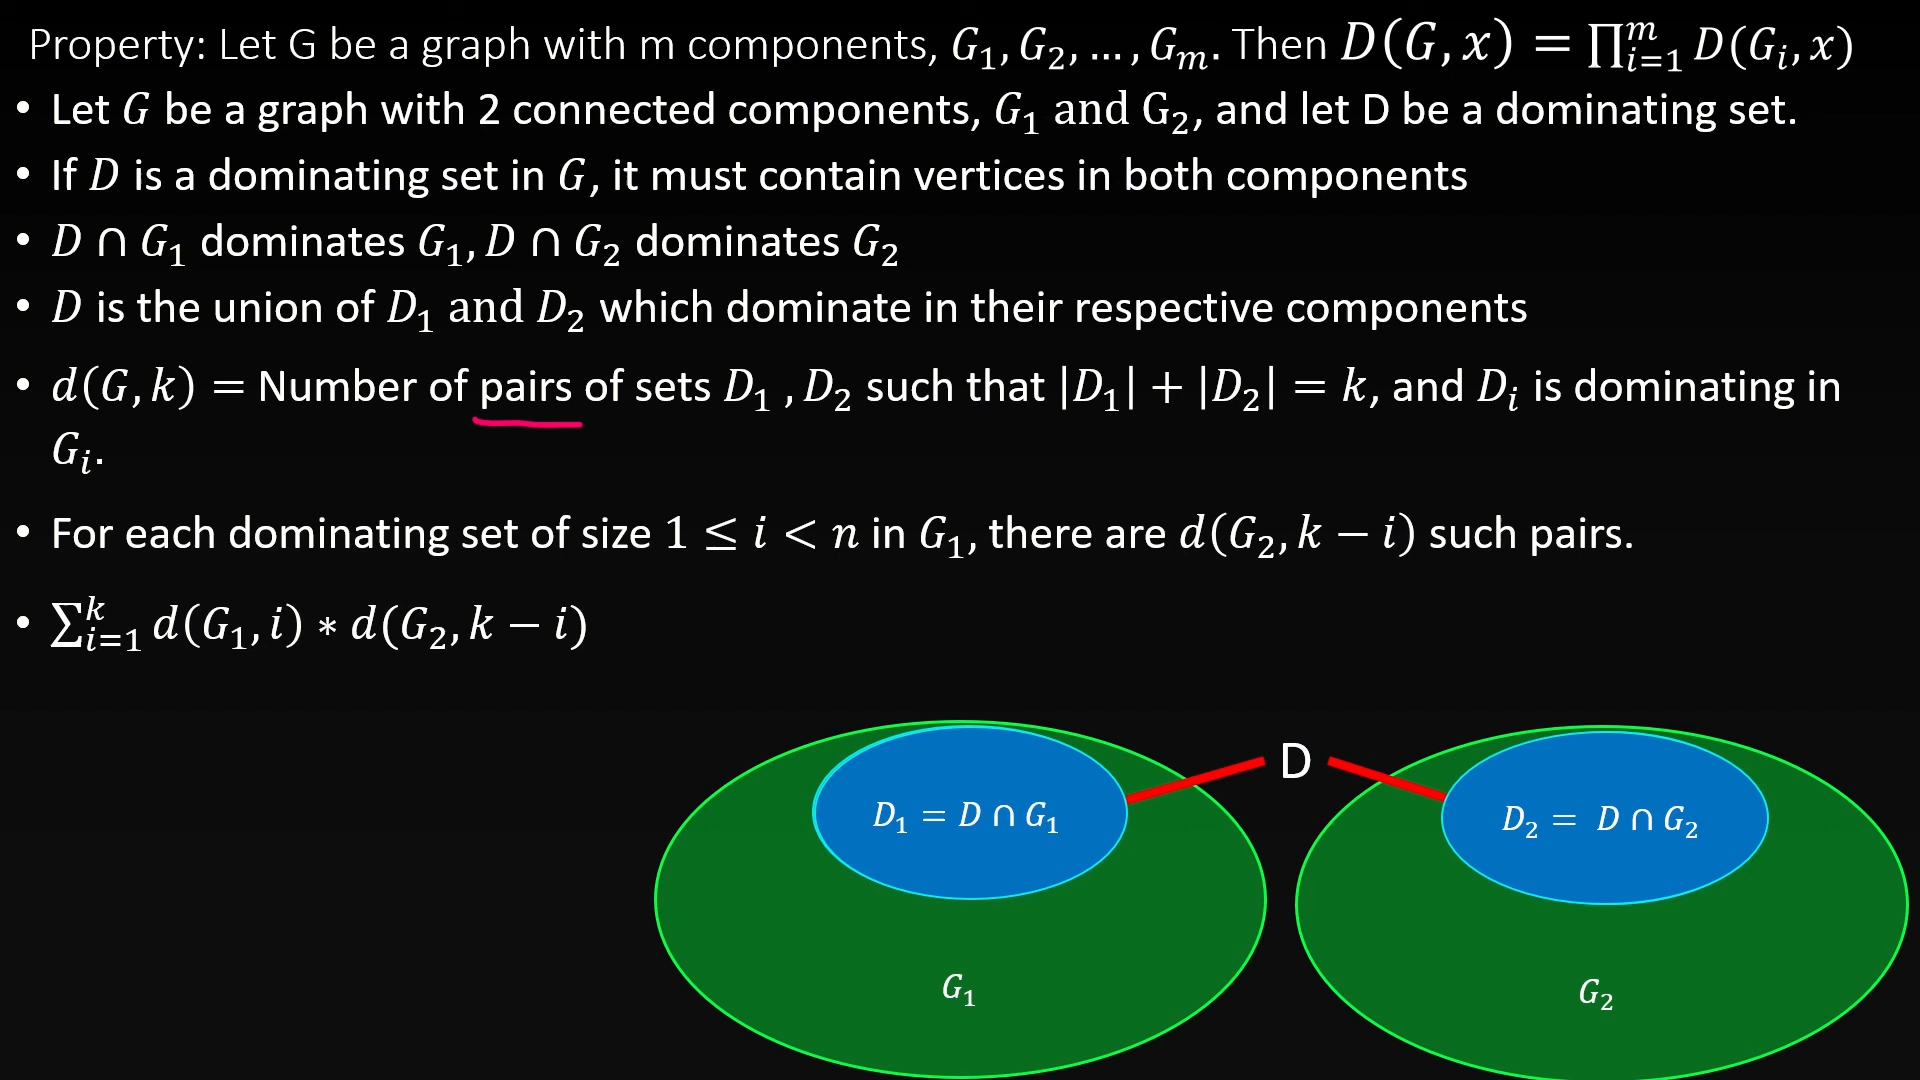 Property: Let G be a graph with m components, G₁, G₂, …, Gₘ. Then D(G, x) = ∏ᵢ₌₁ᵐ D(Gᵢ, x)
• Let G be a graph with 2 connected components, G₁ and G₂, and let D be a dominating set.
• If D is a dominating set in G, it must contain vertices in both components
• D ∩ G₁ dominates G₁, D ∩ G₂ dominates G₂
• D is the union of D₁ and D₂ which dominate in their respective components
• d(G, k) = Number of pairs of sets D₁ , D₂ such that |D₁| + |D₂| = k, and Dᵢ is dominating in
Gᵢ.
• For each dominating set of size 1 ≤ i < n in G₁, there are d(G₂, k − i) such pairs.
• ∑ᵢ₌₁ᵏ d(G₁, i) ∗ d(G₂, k − i)
D
D₁ = D ∩ G₁
D₂ = D ∩ G₂
G₁
G₂